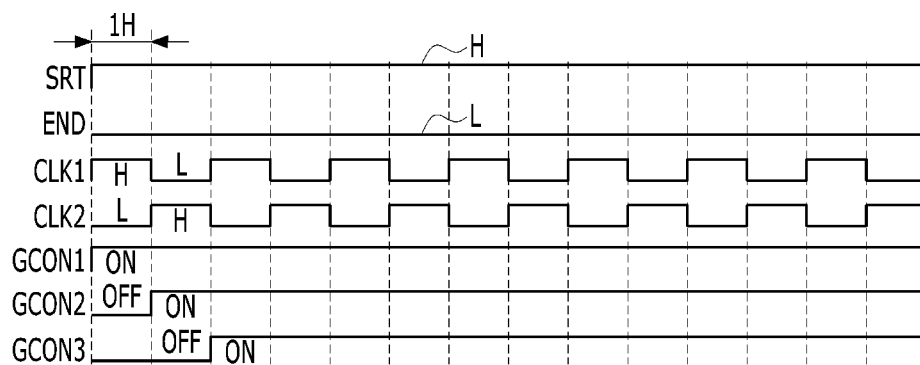 1H
SRT H
END L
CLK1 H L
CLK2 L H
GCON1 ON
GCON2 OFF ON
GCON3 OFF ON